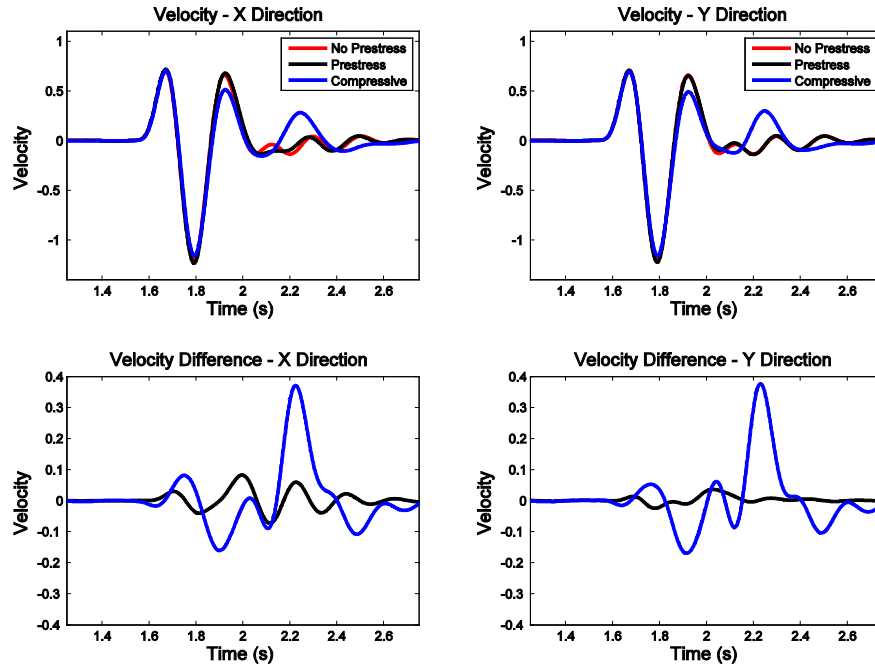 Velocity - X Direction
1
0.5
0
-0.5
-1
Velocity
No Prestress
Prestress
Compressive
1.4 1.6 1.8 2 2.2 2.4 2.6
Time (s)
Velocity - Y Direction
1
0.5
0
-0.5
-1
Velocity
No Prestress
Prestress
Compressive
1.4 1.6 1.8 2 2.2 2.4 2.6
Time (s)
Velocity Difference - X Direction
0.4
0.3
0.2
0.1
0
-0.1
-0.2
-0.3
-0.4
Velocity
1.4 1.6 1.8 2 2.2 2.4 2.6
Time (s)
Velocity Difference - Y Direction
0.4
0.3
0.2
0.1
0
-0.1
-0.2
-0.3
-0.4
Velocity
1.4 1.6 1.8 2 2.2 2.4 2.6
Time (s)